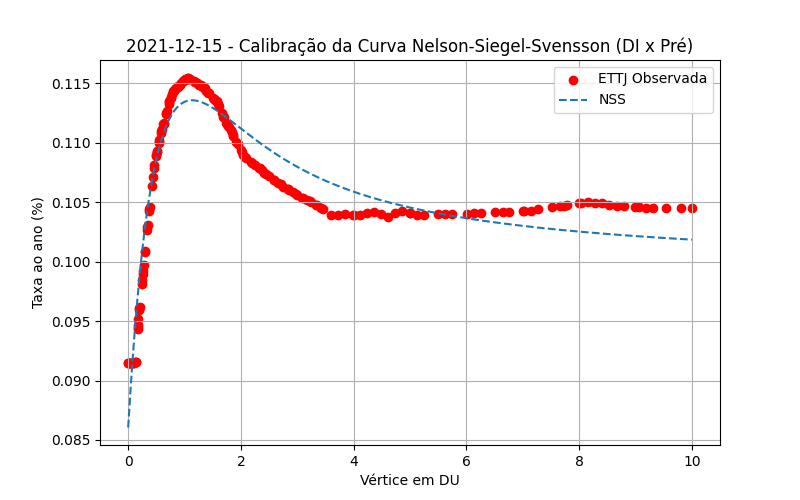 2021-12-15 - Calibração da Curva Nelson-Siegel-Svensson (DI x Pré)
ETTJ Observada
NSS
Taxa ao ano (%)
0.115
0.110
0.105
0.100
0.095
0.090
0.085
0 2 4 6 8 10
Vértice em DU